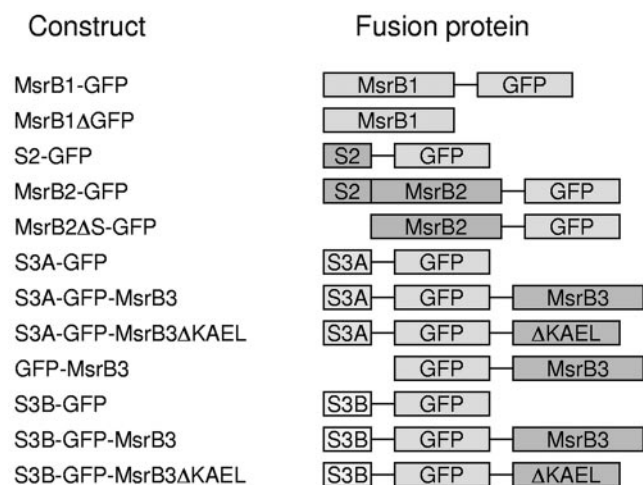 Construct Fusion protein
MsrB1-GFP MsrB1 GFP
MsrB1ΔGFP MsrB1
S2-GFP S2 GFP
MsrB2-GFP S2 MsrB2 GFP
MsrB2ΔS-GFP MsrB2 GFP
S3A-GFP S3A GFP
S3A-GFP-MsrB3 S3A GFP MsrB3
S3A-GFP-MsrB3ΔKAEL S3A GFP ΔKAEL
GFP-MsrB3 GFP MsrB3
S3B-GFP S3B GFP
S3B-GFP-MsrB3 S3B GFP MsrB3
S3B-GFP-MsrB3ΔKAEL S3B GFP ΔKAEL